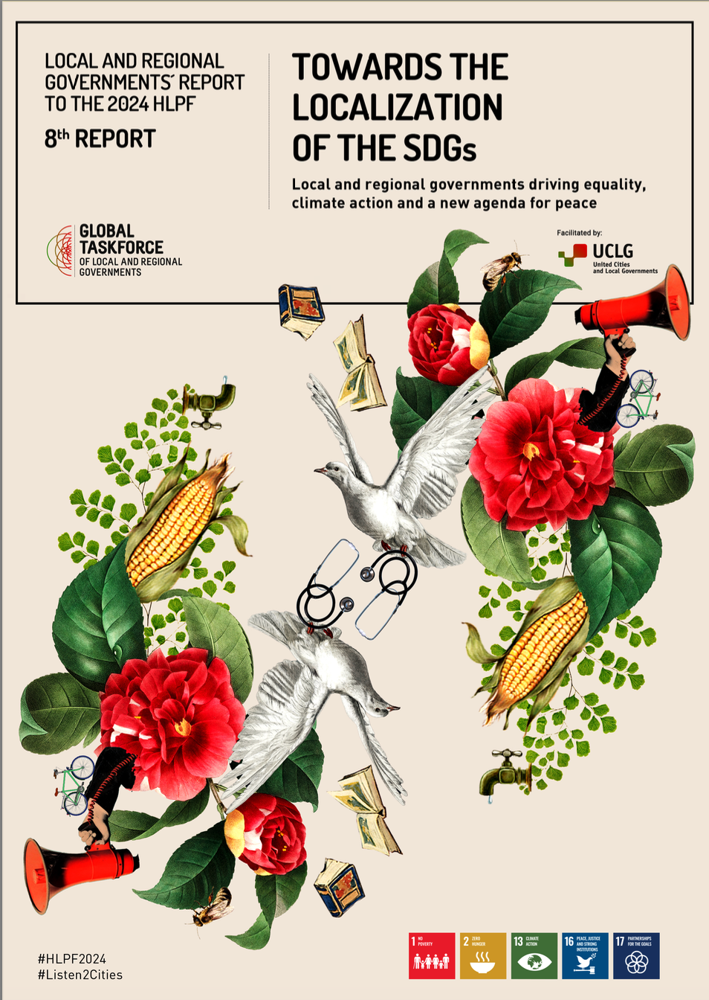 LOCAL AND REGIONAL
GOVERNMENTS´ REPORT
TO THE 2024 HLPF
8th REPORT
TOWARDS THE
LOCALIZATION
OF THE SDGs
Local and regional governments driving equality,
climate action and a new agenda for peace
GLOBAL
TASKFORCE
OF LOCAL AND REGIONAL
GOVERNMENTS
Facilitated by:
UCLG
United Cities
and Local Governments
#HLPF2024
#Listen2Cities
1 NO
POVERTY
2 ZERO
HUNGER
13 CLIMATE
ACTION
16 PEACE, JUSTICE
AND STRONG
INSTITUTIONS
17 PARTNERSHIPS
FOR THE GOALS